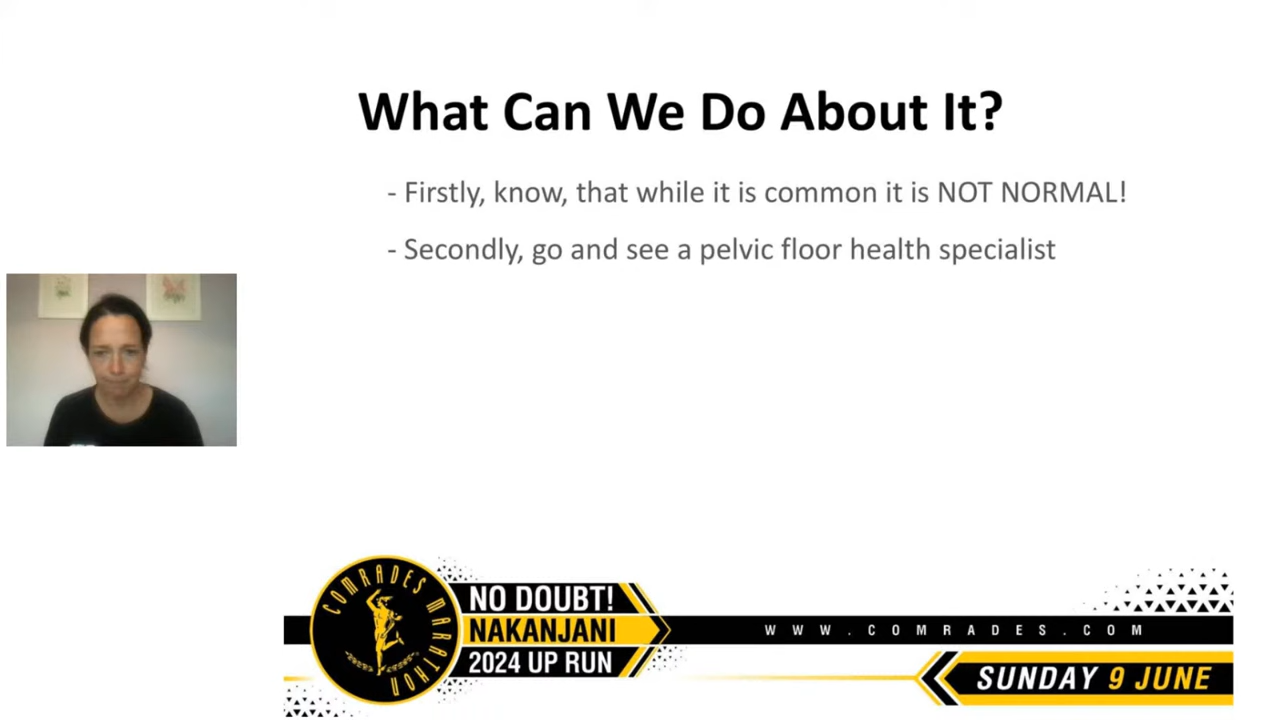 What Can We Do About It?
- Firstly, know, that while it is common it is NOT NORMAL!
- Secondly, go and see a pelvic floor health specialist
COMRADES MARATHON
NO DOUBT!
NAKANJANI
2024 UP RUN
WWW.COMRADES.COM
SUNDAY 9 JUNE